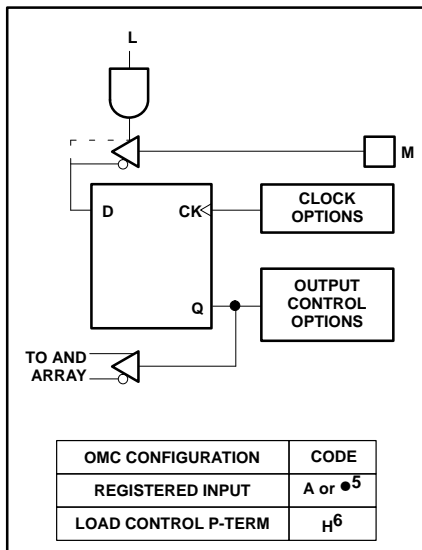 L
M
D
CK
CLOCK
OPTIONS
Q
OUTPUT
CONTROL
OPTIONS
TO AND
ARRAY
OMC CONFIGURATION CODE
REGISTERED INPUT A or ●5
LOAD CONTROL P-TERM H6